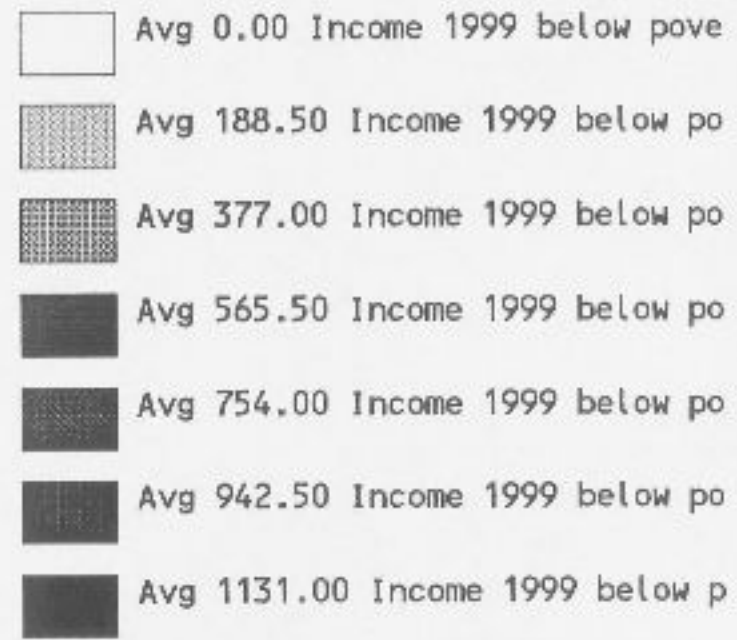 Avg 0.00 Income 1999 below pove
Avg 188.50 Income 1999 below po
Avg 377.00 Income 1999 below po
Avg 565.50 Income 1999 below po
Avg 754.00 Income 1999 below po
Avg 942.50 Income 1999 below po
Avg 1131.00 Income 1999 below p